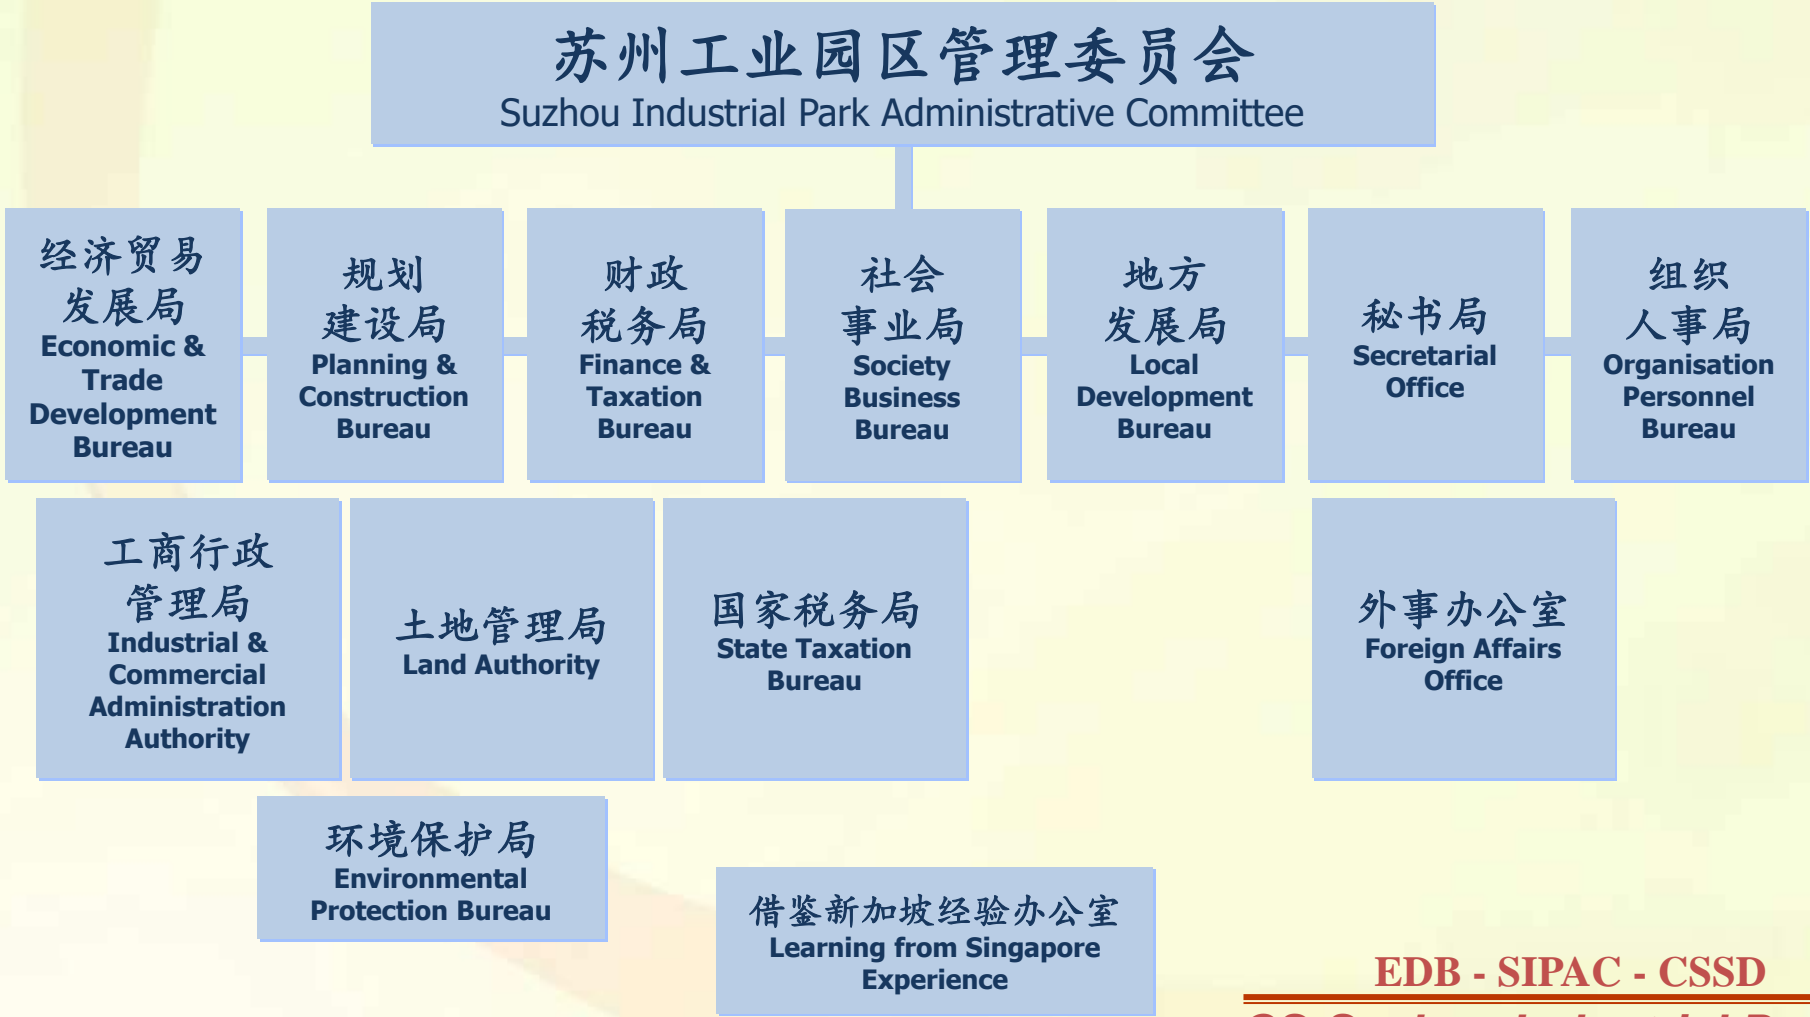 苏州工业园区管理委员会
Suzhou Industrial Park Administrative Committee
经济贸易
发展局
Economic &
Trade
Development
Bureau
规划
建设局
Planning &
Construction
Bureau
财政
税务局
Finance &
Taxation
Bureau
社会
事业局
Society
Business
Bureau
地方
发展局
Local
Development
Bureau
秘书局
Secretarial
Office
组织
人事局
Organisation
Personnel
Bureau
工商行政
管理局
Industrial &
Commercial
Administration
Authority
土地管理局
Land Authority
国家税务局
State Taxation
Bureau
外事办公室
Foreign Affairs
Office
环境保护局
Environmental
Protection Bureau
借鉴新加坡经验办公室
Learning from Singapore
Experience
EDB - SIPAC - CSSD